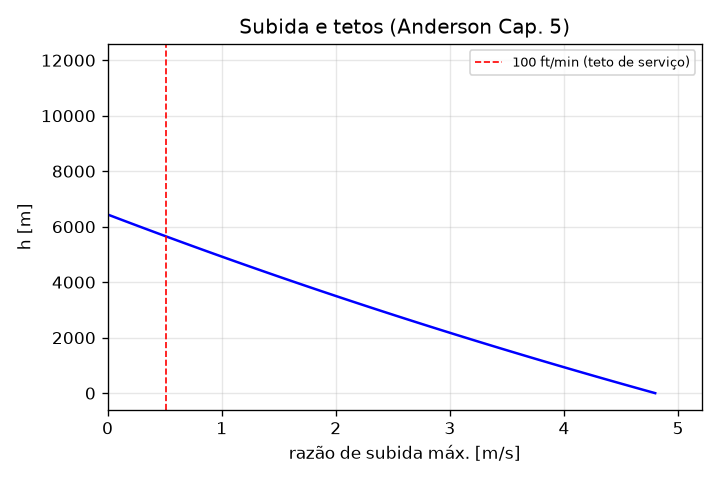 Subida e tetos (Anderson Cap. 5)
100 ft/min (teto de serviço)
12000
10000
8000
6000
4000
2000
0
h [m]
0 1 2 3 4 5
razão de subida máx. [m/s]